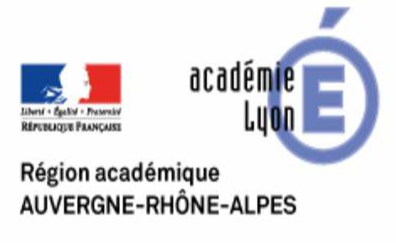 académie
Lyon
É
Liberté • Égalité • Fraternité
RÉPUBLIQUE FRANÇAISE
Région académique
AUVERGNE-RHÔNE-ALPES